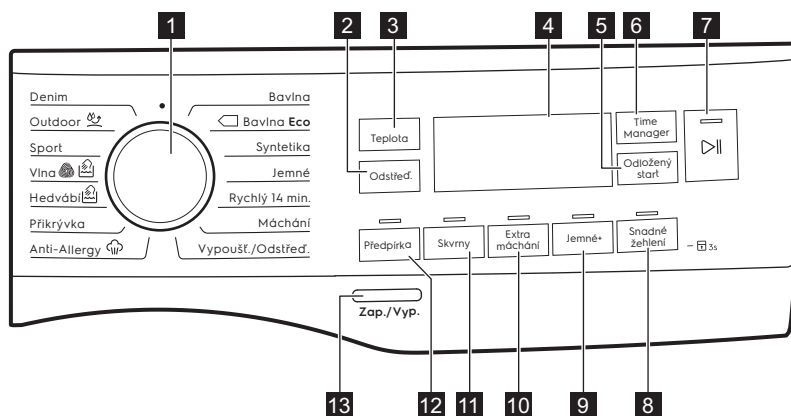 1
2
3
4
5
6
7
Denim
Outdoor
Sport
Vlna
Hedvábí
Přikrývka
Anti-Allergy
Bavlna
Bavlna Eco
Syntetika
Jemné
Rychlý 14 min.
Máchání
Vypoušť./Odstřeď.
Teplota
Odstřeď.
Time
Manager
Odložený
start
Předpírka
Skvrny
Extra
máchání
Jemné+
Snadné
žehlení
3s
Zap./Vyp.
13
12
11
10
9
8